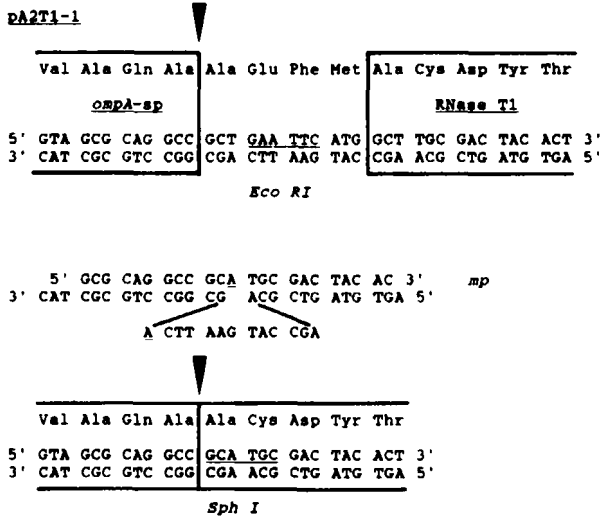 pA2T1-1
Val Ala Gln Ala Ala Glu Phe Met Ala Cys Asp Tyr Thr
ompA-sp RNase T1
5' GTA GCG CAG GCC GCT GAA TTC ATG GCT TGC GAC TAC ACT 3'
3' CAT CGC GTC CGG CGA CTT AAG TAC CGA ACG CTG ATG TGA 5'
Eco RI
5' GCG CAG GCC GCA TGC GAC TAC AC 3' mp
3' CAT CGC GTC CGG CG ACG CTG ATG TGA 5'
A CTT AAG TAC CGA
Val Ala Gln Ala Ala Cys Asp Tyr Thr
5' GTA GCG CAG GCC GCA TGC GAC TAC ACT 3'
3' CAT CGC GTC CGG CGA ACG CTG ATG TGA 5'
Sph I